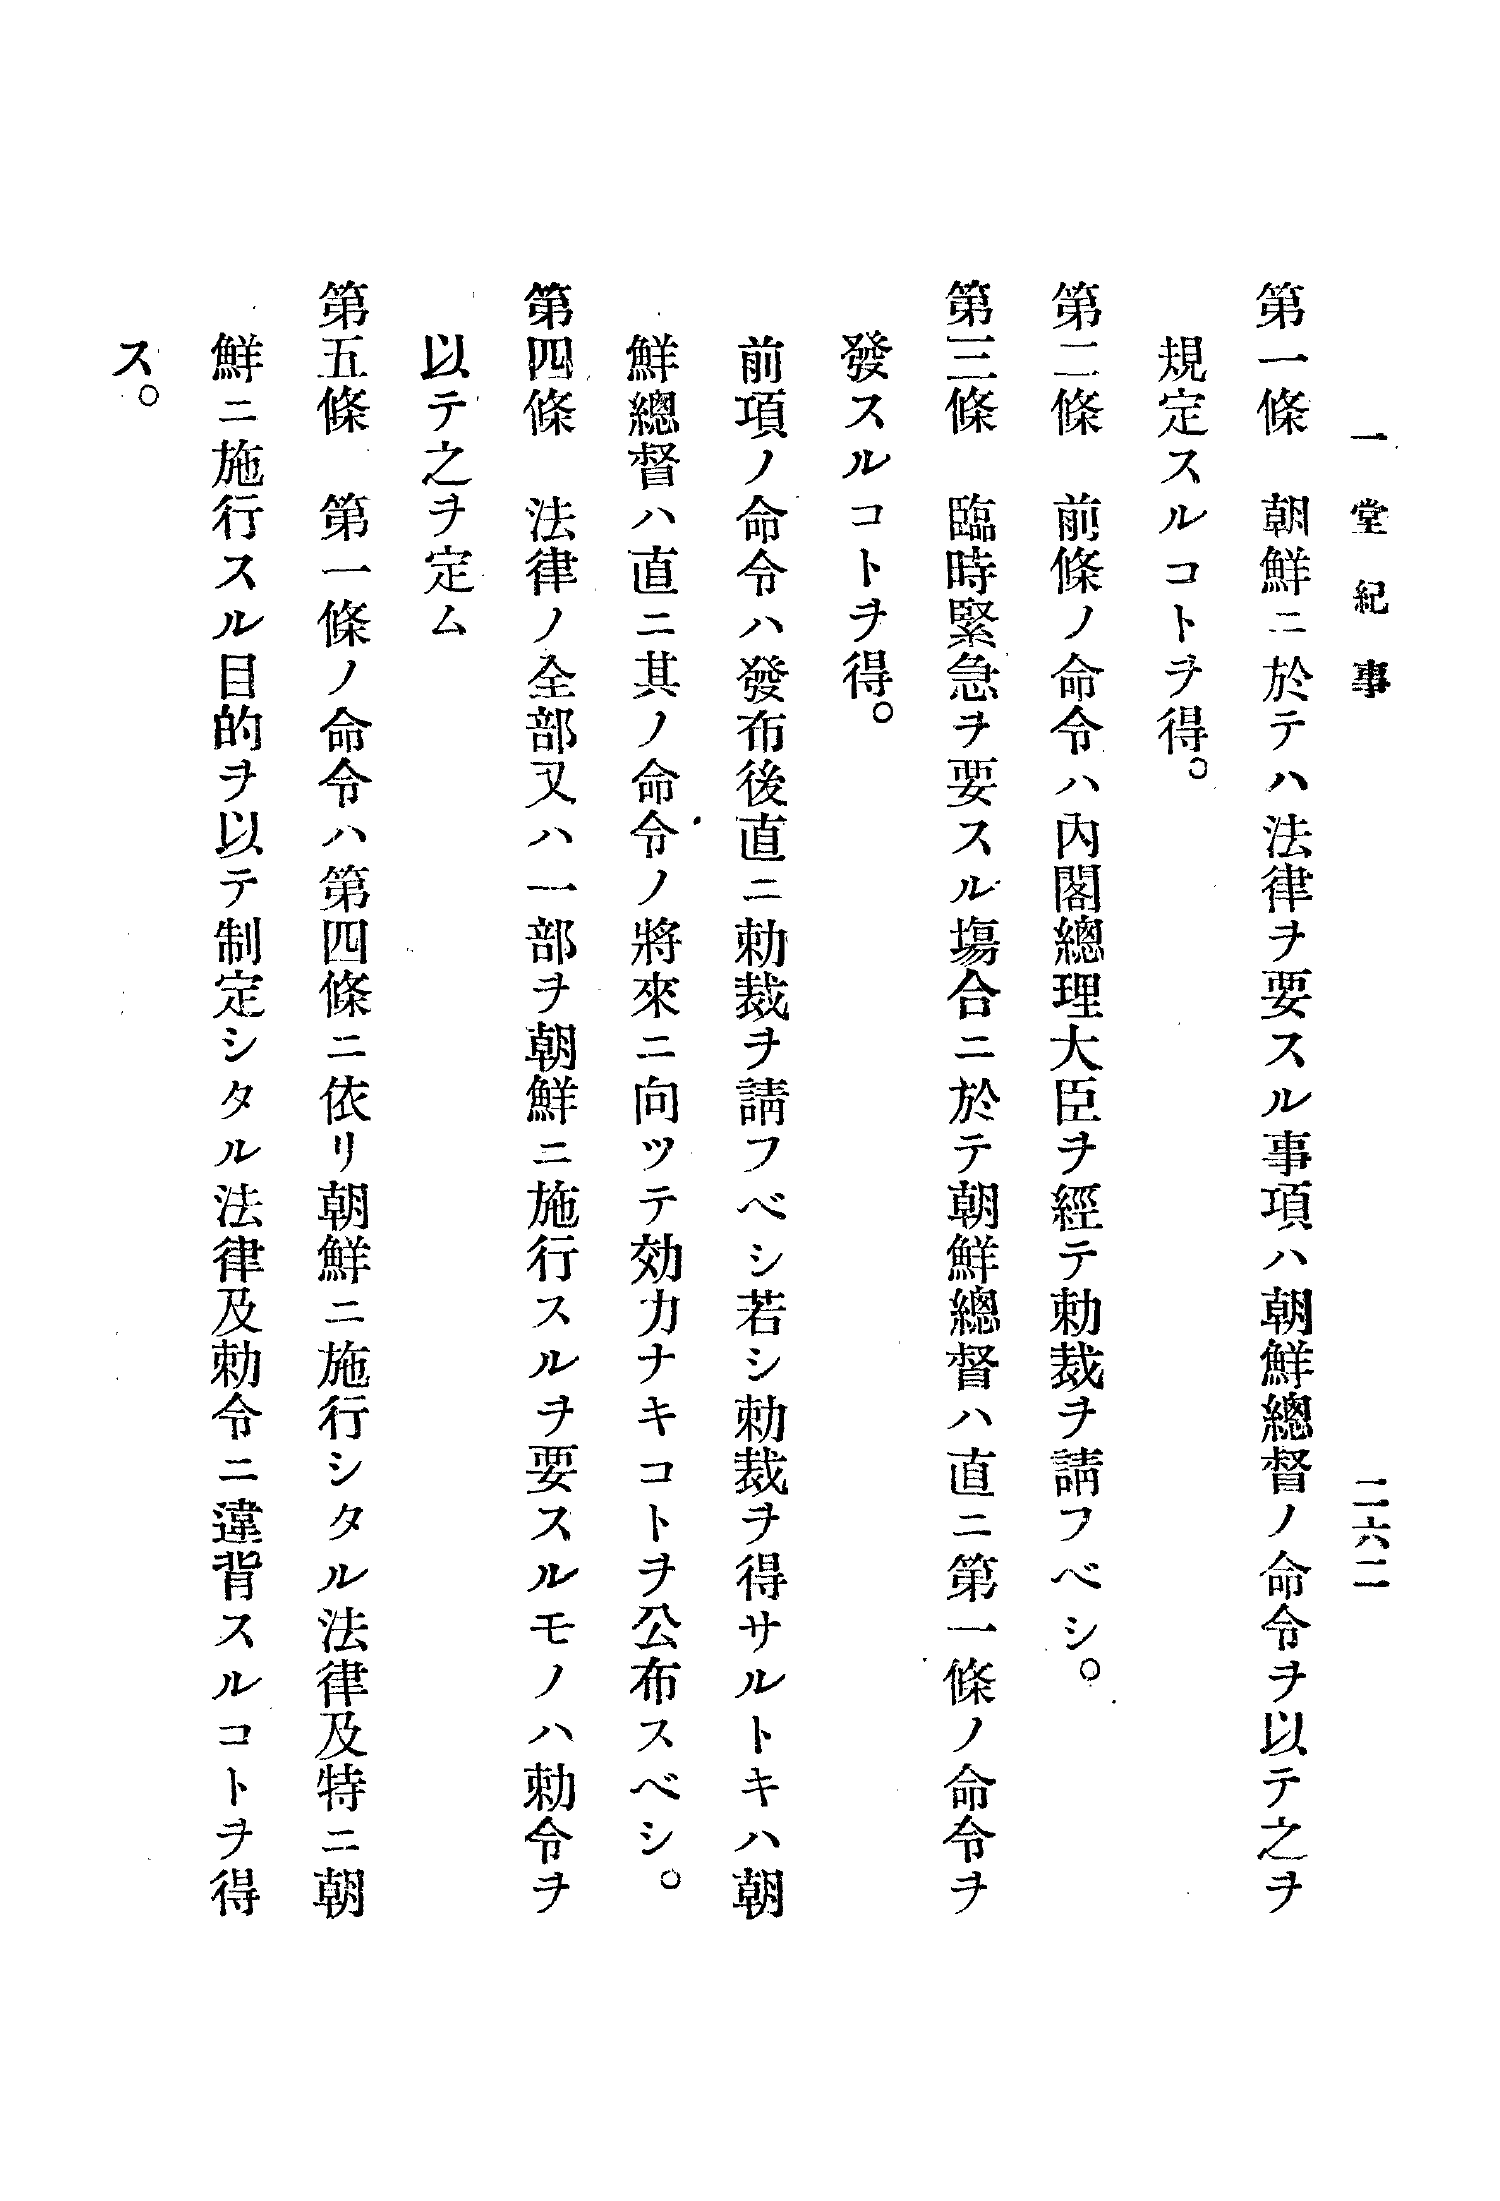 一堂紀事
二六二
第一條　朝鮮ニ於テハ法律ヲ要スル事項ハ朝鮮總督ノ命令ヲ以テ之ヲ
規定スルコトヲ得。
第二條　前條ノ命令ハ內閣總理大臣ヲ經テ勅裁ヲ請フベシ。
第三條　臨時緊急ヲ要スル塲合ニ於テ朝鮮總督ハ直ニ第一條ノ命令ヲ
發スルコトヲ得。
前項ノ命令ハ發布後直ニ勅裁ヲ請フベシ若シ勅裁ヲ得サルトキハ朝
鮮總督ハ直ニ其ノ命令ノ將來ニ向ツテ効力ナキコトヲ公布スベシ。
第四條　法律ノ全部又ハ一部ヲ朝鮮ニ施行スルヲ要スルモノハ勅令ヲ
以テ之ヲ定ム
第五條　第一條ノ命令ハ第四條ニ依リ朝鮮ニ施行シタル法律及特ニ朝
鮮ニ施行スル目的ヲ以テ制定シタル法律及勅令ニ違背スルコトヲ得
ス。